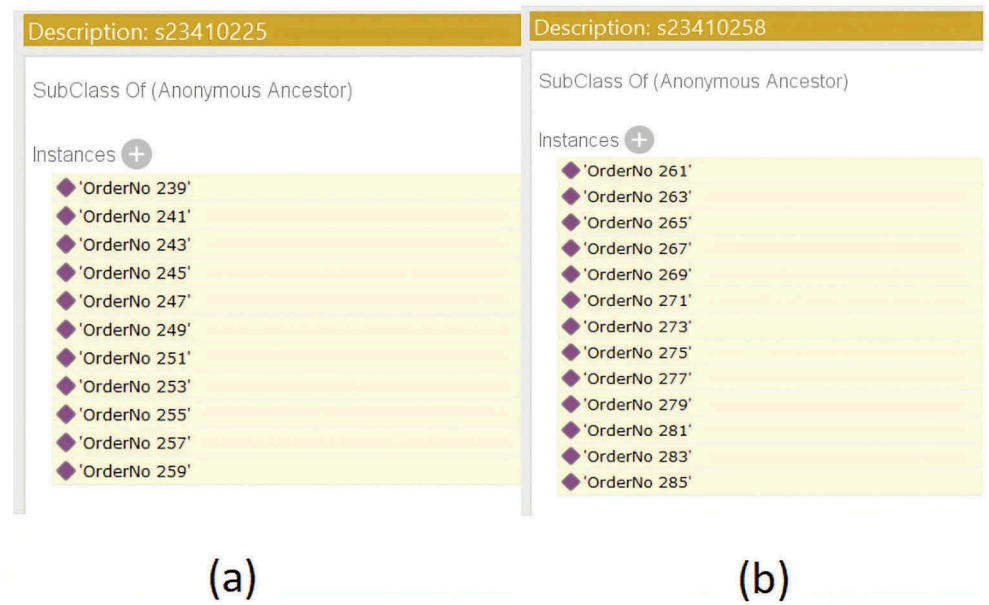 Description: s23410225
SubClass Of (Anonymous Ancestor)
Instances
'OrderNo 239'
'OrderNo 241'
'OrderNo 243'
'OrderNo 245'
'OrderNo 247'
'OrderNo 249'
'OrderNo 251'
'OrderNo 253'
'OrderNo 255'
'OrderNo 257'
'OrderNo 259'
(a)
Description: s23410258
SubClass Of (Anonymous Ancestor)
Instances
'OrderNo 261'
'OrderNo 263'
'OrderNo 265'
'OrderNo 267'
'OrderNo 269'
'OrderNo 271'
'OrderNo 273'
'OrderNo 275'
'OrderNo 277'
'OrderNo 279'
'OrderNo 281'
'OrderNo 283'
'OrderNo 285'
(b)